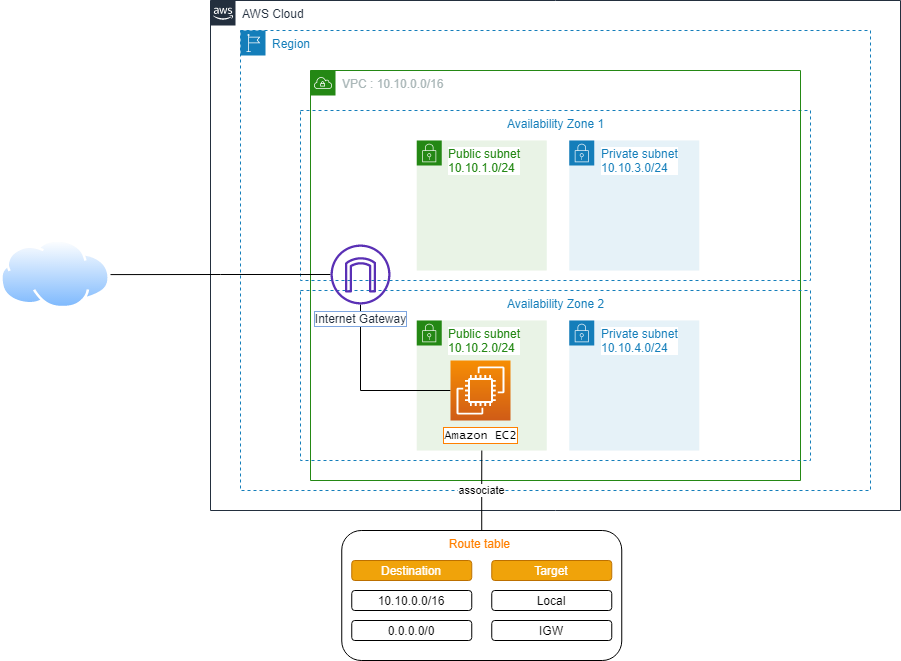 aws
AWS Cloud
Region
VPC : 10.10.0.0/16
Availability Zone 1
Public subnet
10.10.1.0/24
Private subnet
10.10.3.0/24
Internet Gateway
Availability Zone 2
Public subnet
10.10.2.0/24
Private subnet
10.10.4.0/24
Amazon EC2
associate
Route table
Destination
Target
10.10.0.0/16
Local
0.0.0.0/0
IGW